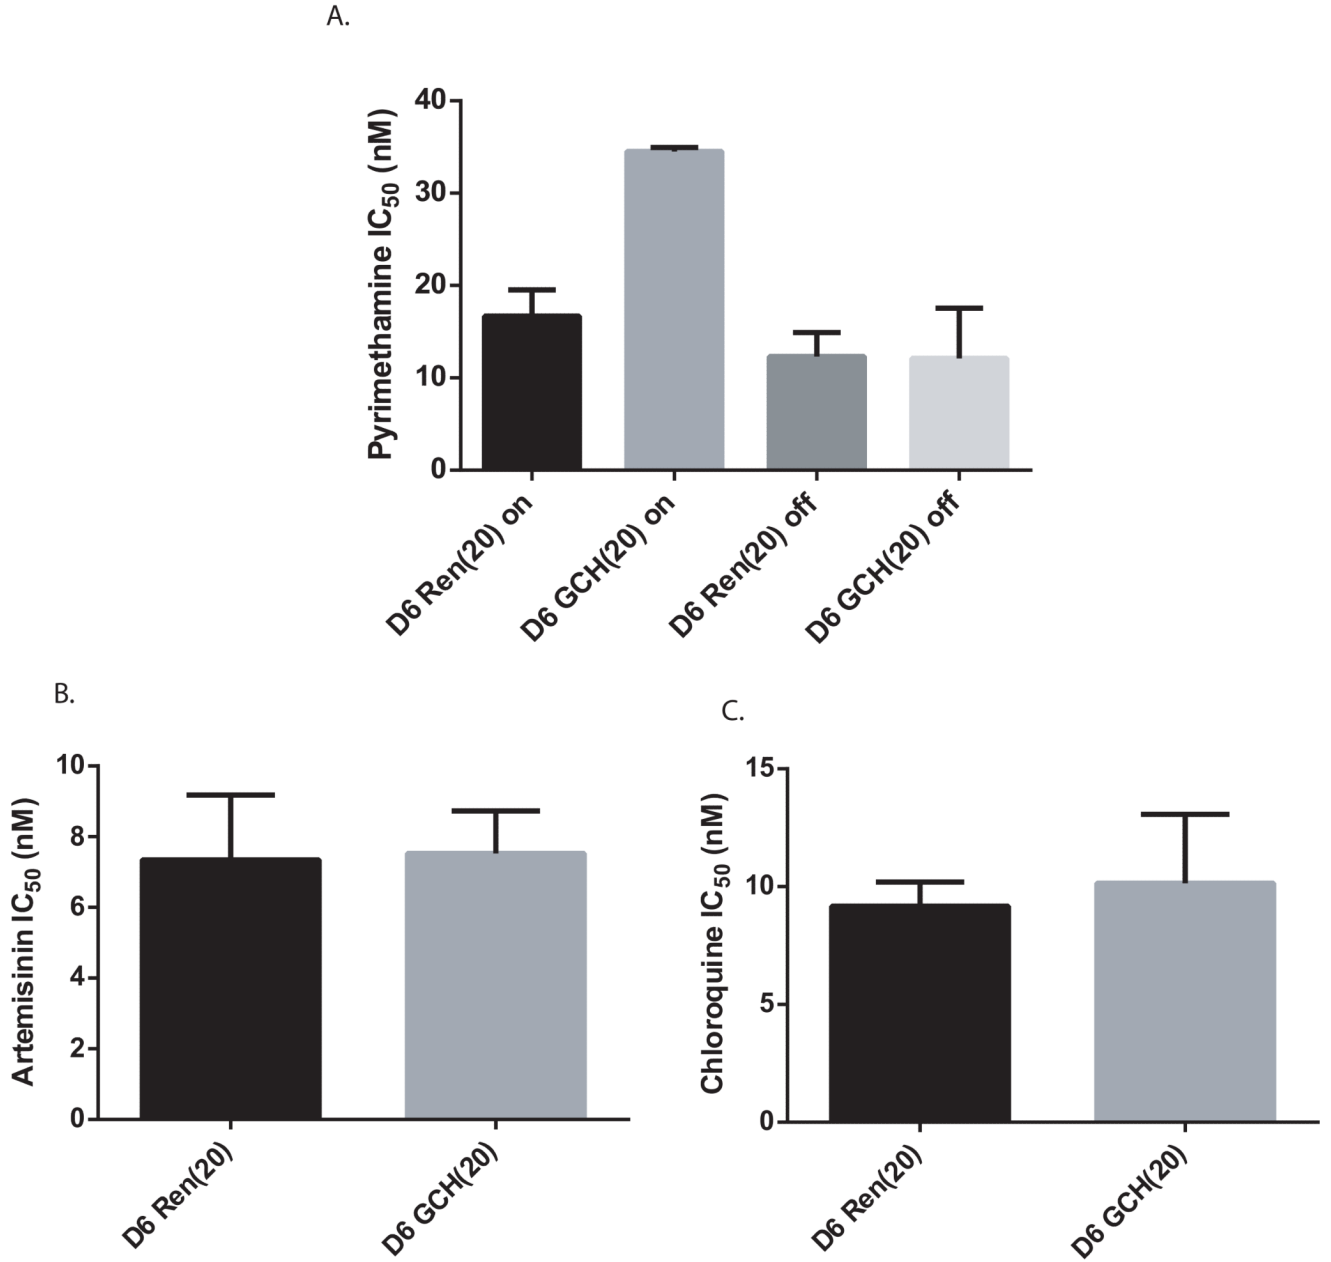 A.
Pyrimethamine IC50 (nM)
40
30
20
10
0
D6 Ren(20) on
D6 GCH(20) on
D6 Ren(20) off
D6 GCH(20) off
B.
Artemisinin IC50 (nM)
10
8
6
4
2
0
D6 Ren(20)
D6 GCH(20)
C.
Chloroquine IC50 (nM)
15
10
5
0
D6 Ren(20)
D6 GCH(20)